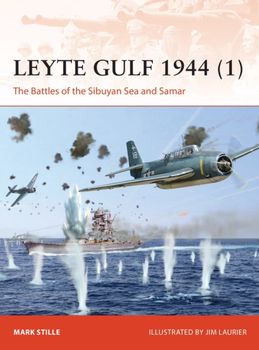 LEYTE GULF 1944 (1)
The Battles of the Sibuyan Sea and Samar
MARK STILLE
ILLUSTRATED BY JIM LAURIER